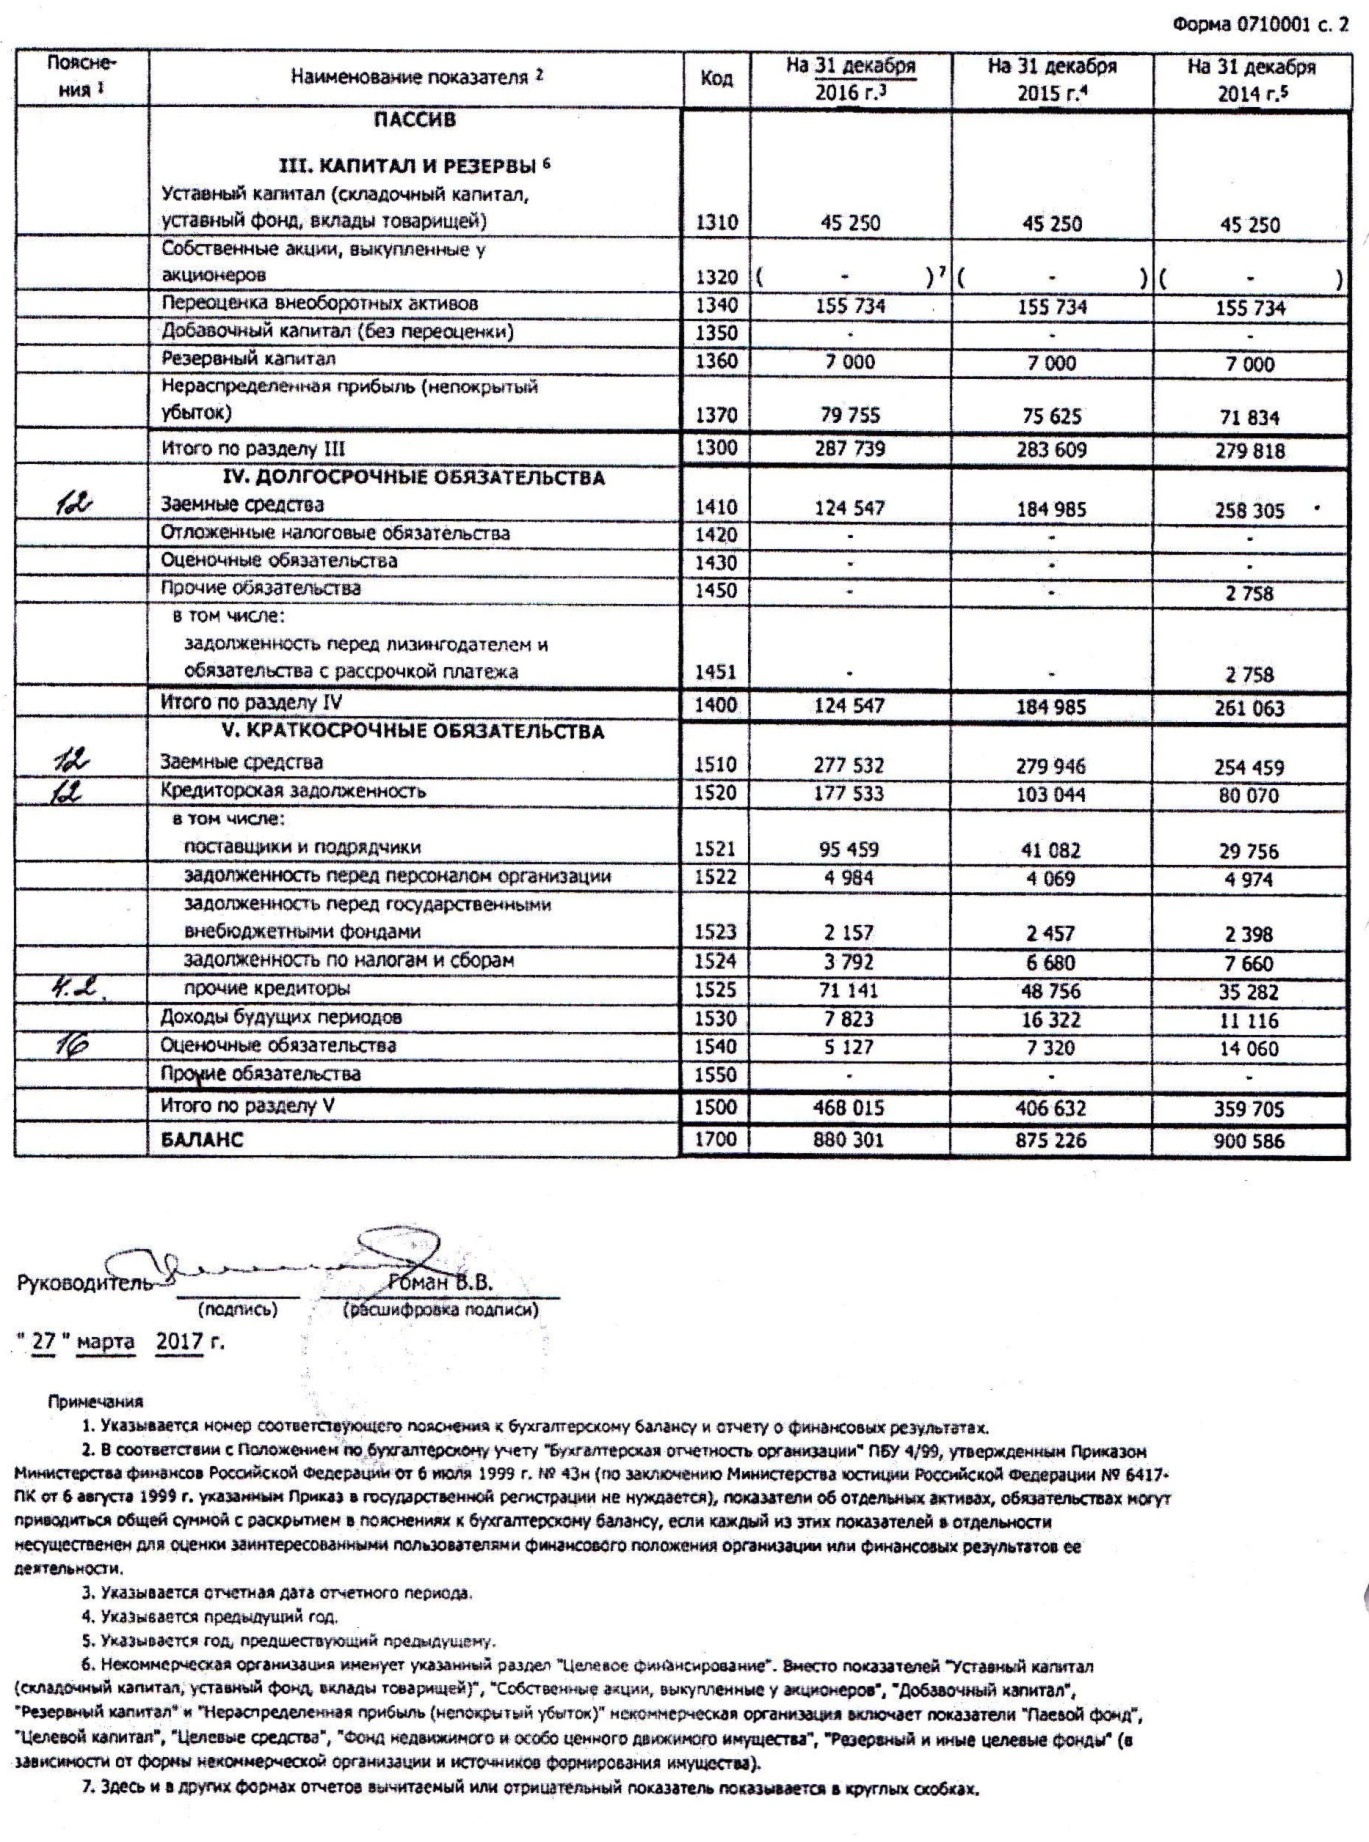 Форма 0710001 с. 2
Поясне-
ния 1
Наименование показателя 2
Код
На 31 декабря
2016 г.3
На 31 декабря
2015 г.4
На 31 декабря
2014 г.5
ПАССИВ
III. КАПИТАЛ И РЕЗЕРВЫ 6
Уставный капитал (складочный капитал,
уставный фонд, вклады товарищей) 1310 45 250 45 250 45 250
Собственные акции, выкупленные у
акционеров 1320 ( - ) 7 ( - ) ( - )
Переоценка внеоборотных активов 1340 155 734 155 734 155 734
Добавочный капитал (без переоценки) 1350 - - -
Резервный капитал 1360 7 000 7 000 7 000
Нераспределенная прибыль (непокрытый
убыток) 1370 79 755 75 625 71 834
Итого по разделу III 1300 287 739 283 609 279 818
IV. ДОЛГОСРОЧНЫЕ ОБЯЗАТЕЛЬСТВА
12 Заемные средства 1410 124 547 184 985 258 305
Отложенные налоговые обязательства 1420 - - -
Оценочные обязательства 1430 - - -
Прочие обязательства 1450 - - 2 758
в том числе:
задолженность перед лизингодателем и
обязательства с рассрочкой платежа 1451 - - 2 758
Итого по разделу IV 1400 124 547 184 985 261 063
V. КРАТКОСРОЧНЫЕ ОБЯЗАТЕЛЬСТВА
12 Заемные средства 1510 277 532 279 946 254 459
12 Кредиторская задолженность 1520 177 533 103 044 80 070
в том числе:
поставщики и подрядчики 1521 95 459 41 082 29 756
задолженность перед персоналом организации 1522 4 984 4 069 4 974
задолженность перед государственными
внебюджетными фондами 1523 2 157 2 457 2 398
задолженность по налогам и сборам 1524 3 792 6 680 7 660
4.2. прочие кредиторы 1525 71 141 48 756 35 282
Доходы будущих периодов 1530 7 823 16 322 11 116
16 Оценочные обязательства 1540 5 127 7 320 14 060
Прочие обязательства 1550 - - -
Итого по разделу V 1500 468 015 406 632 359 705
БАЛАНС 1700 880 301 875 226 900 586
Руководитель Гоман В.В.
(подпись) (расшифровка подписи)
" 27 " марта 2017 г.
Примечания
1. Указывается номер соответствующего пояснения к бухгалтерскому балансу и отчету о финансовых результатах.
2. В соответствии с Положением по бухгалтерскому учету "Бухгалтерская отчетность организации" ПБУ 4/99, утвержденным Приказом
Министерства финансов Российской Федерации от 6 июля 1999 г. № 43н (по заключению Министерства юстиции Российской Федерации № 6417-
ПК от 6 августа 1999 г. указанным Приказ в государственной регистрации не нуждается), показатели об отдельных активах, обязательствах могут
приводиться общей суммой с раскрытием в пояснениях к бухгалтерскому балансу, если каждый из этих показателей в отдельности
несущественен для оценки заинтересованными пользователями финансового положения организации или финансовых результатов ее
деятельности.
3. Указывается отчетная дата отчетного периода.
4. Указывается предыдущий год.
5. Указывается год, предшествующий предыдущему.
6. Некоммерческая организация именует указанный раздел "Целевое финансирование". Вместо показателей "Уставный капитал
(складочный капитал, уставный фонд, вклады товарищей)", "Собственные акции, выкупленные у акционеров", "Добавочный капитал",
"Резервный капитал" и "Нераспределенная прибыль (непокрытый убыток)" некоммерческая организация включает показатели "Паевой фонд",
"Целевой капитал", "Целевые средства", "Фонд недвижимого и особо ценного движимого имущества", "Резервный и иные целевые фонды" (в
зависимости от формы некоммерческой организации и источников формирования имущества).
7. Здесь и в других формах отчетов вычитаемый или отрицательный показатель показывается в круглых скобках.